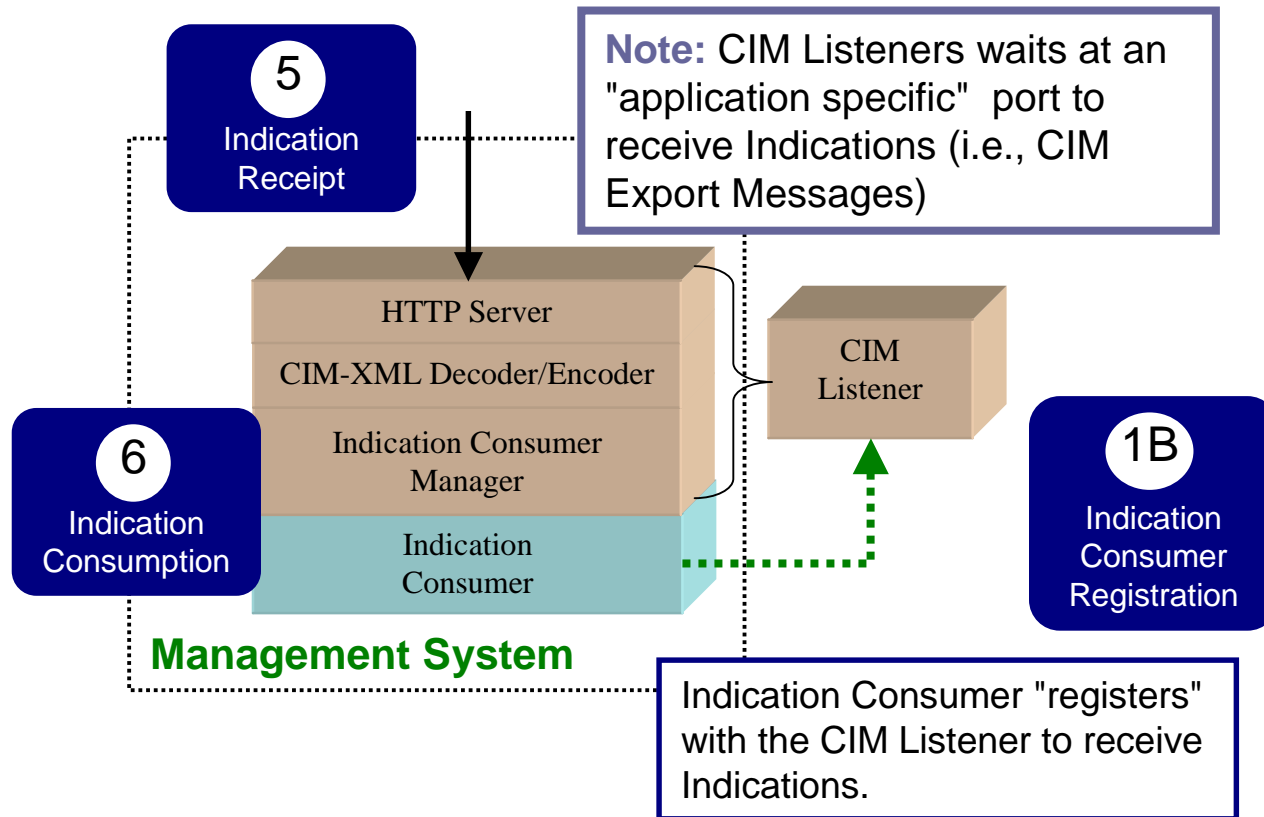 5
Indication
Receipt
Note: CIM Listeners waits at an
"application specific" port to
receive Indications (i.e., CIM
Export Messages)
HTTP Server
CIM-XML Decoder/Encoder
Indication Consumer
Manager
Indication
Consumer
CIM
Listener
6
Indication
Consumption
1B
Indication
Consumer
Registration
Management System
Indication Consumer "registers"
with the CIM Listener to receive
Indications.